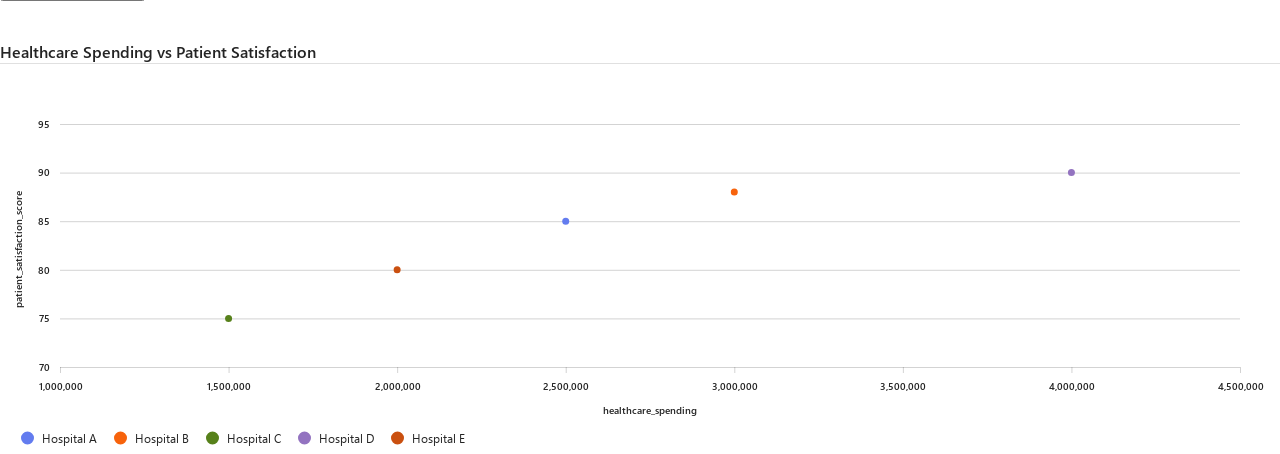 Healthcare Spending vs Patient Satisfaction
95
90
85
80
75
70
patient_satisfaction_score
1,000,000 1,500,000 2,000,000 2,500,000 3,000,000 3,500,000 4,000,000 4,500,000
healthcare_spending
Hospital A Hospital B Hospital C Hospital D Hospital E